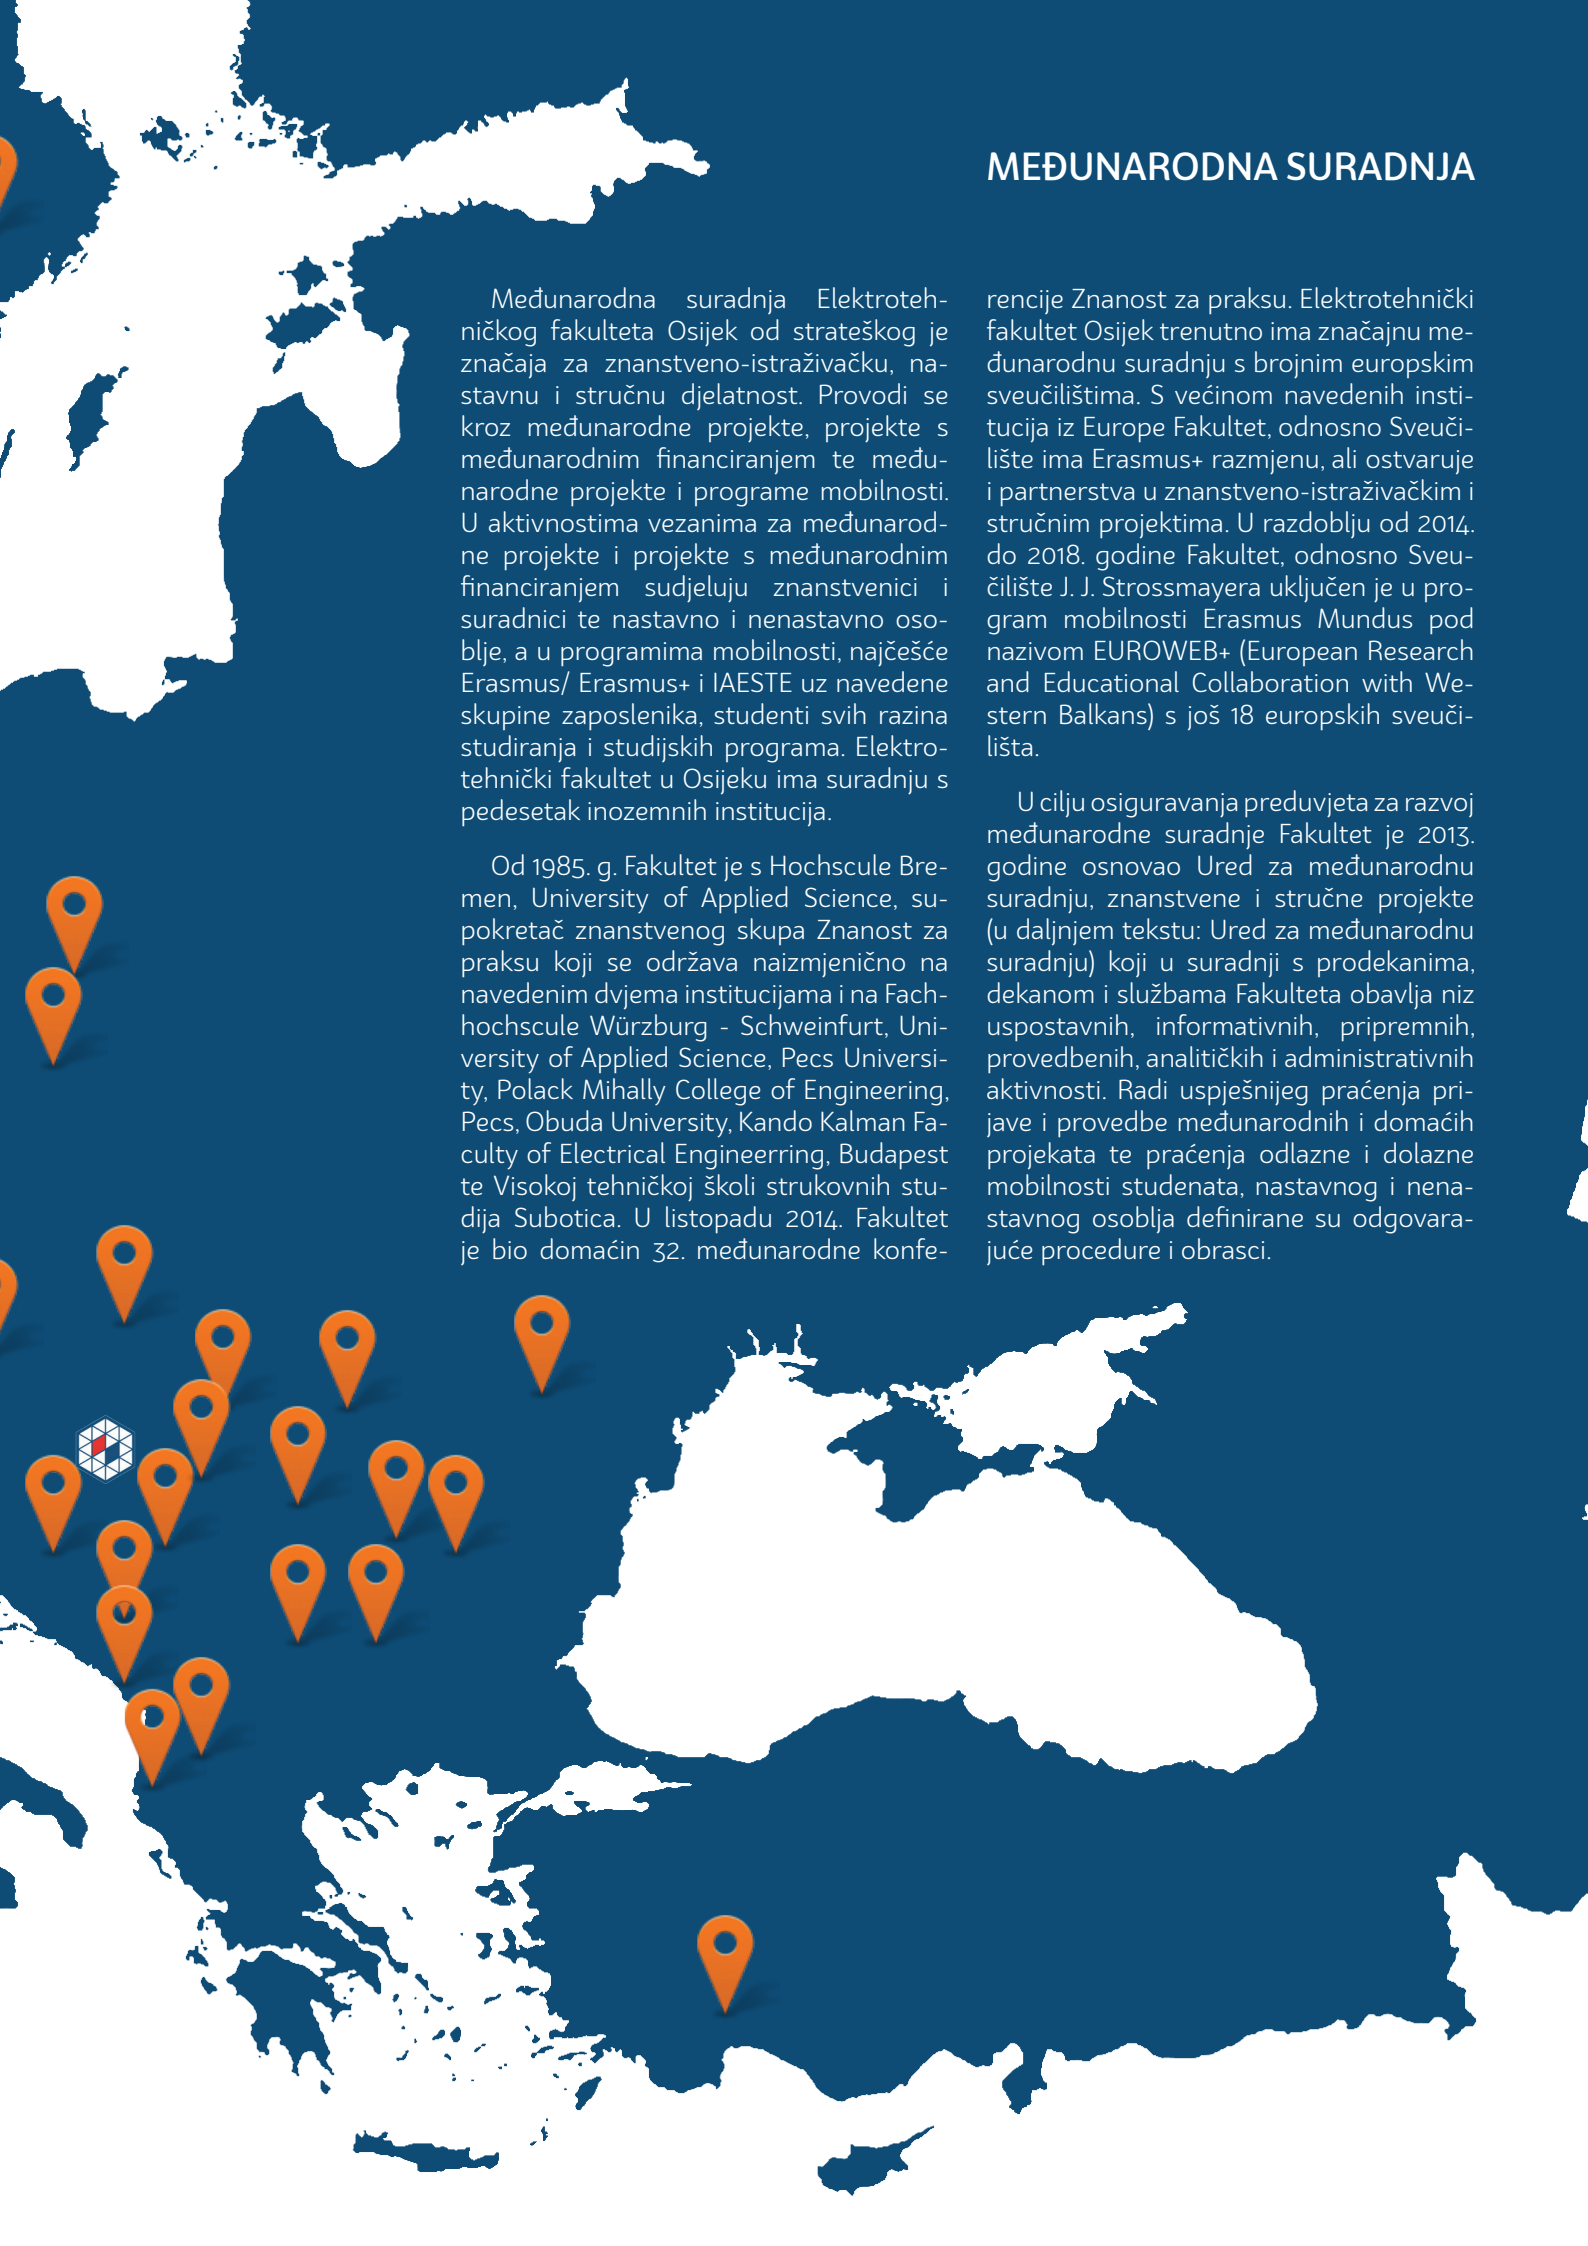 MEĐUNARODNA SURADNJA
Međunarodna suradnja Elektroteh-
ničkog fakulteta Osijek od strateškog je
značaja za znanstveno-istraživačku, na-
stavnu i stručnu djelatnost. Provodi se
kroz međunarodne projekte, projekte s
međunarodnim financiranjem te među-
narodne projekte i programe mobilnosti.
U aktivnostima vezanima za međunarod-
ne projekte i projekte s međunarodnim
financiranjem sudjeluju znanstvenici i
suradnici te nastavno i nenastavno oso-
blje, a u programima mobilnosti, najčešće
Erasmus/ Erasmus+ i IAESTE uz navedene
skupine zaposlenika, studenti svih razina
studiranja i studijskih programa. Elektro-
tehnički fakultet u Osijeku ima suradnju s
pedesetak inozemnih institucija.
Od 1985. g. Fakultet je s Hochscule Bre-
men, University of Applied Science, su-
pokretač znanstvenog skupa Znanost za
praksu koji se održava naizmjenično na
navedenim dvjema institucijama i na Fach-
hochscule Würzburg - Schweinfurt, Uni-
versity of Applied Science, Pecs Universi-
ty, Polack Mihally College of Engineering,
Pecs, Obuda University, Kando Kalman Fa-
culty of Electrical Engineerring, Budapest
te Visokoj tehničkoj školi strukovnih stu-
dija Subotica. U listopadu 2014. Fakultet
je bio domaćin 32. međunarodne konfe-
rencije Znanost za praksu. Elektrotehnički
fakultet Osijek trenutno ima značajnu me-
đunarodnu suradnju s brojnim europskim
sveučilištima. S većinom navedenih insti-
tucija iz Europe Fakultet, odnosno Sveuči-
lište ima Erasmus+ razmjenu, ali ostvaruje
i partnerstva u znanstveno-istraživačkim i
stručnim projektima. U razdoblju od 2014.
do 2018. godine Fakultet, odnosno Sveu-
čilište J. J. Strossmayera uključen je u pro-
gram mobilnosti Erasmus Mundus pod
nazivom EUROWEB+ (European Research
and Educational Collaboration with We-
stern Balkans) s još 18 europskih sveuči-
lišta.
U cilju osiguravanja preduvjeta za razvoj
međunarodne suradnje Fakultet je 2013.
godine osnovao Ured za međunarodnu
suradnju, znanstvene i stručne projekte
(u daljnjem tekstu: Ured za međunarodnu
suradnju) koji u suradnji s prodekanima,
dekanom i službama Fakulteta obavlja niz
uspostavnih, informativnih, pripremnih,
provedbenih, analitičkih i administrativnih
aktivnosti. Radi uspješnijeg praćenja pri-
jave i provedbe međunarodnih i domaćih
projekata te praćenja odlazne i dolazne
mobilnosti studenata, nastavnog i nena-
stavnog osoblja definirane su odgovara-
juće procedure i obrasci.